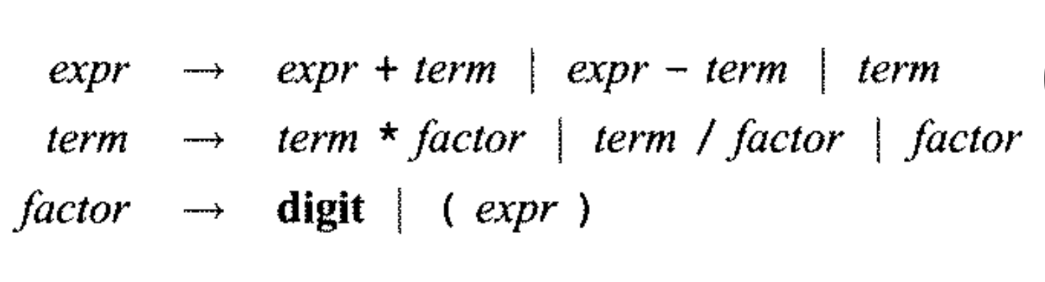 expr → expr + term | expr - term | term
term → term * factor | term / factor | factor
factor → digit | ( expr )